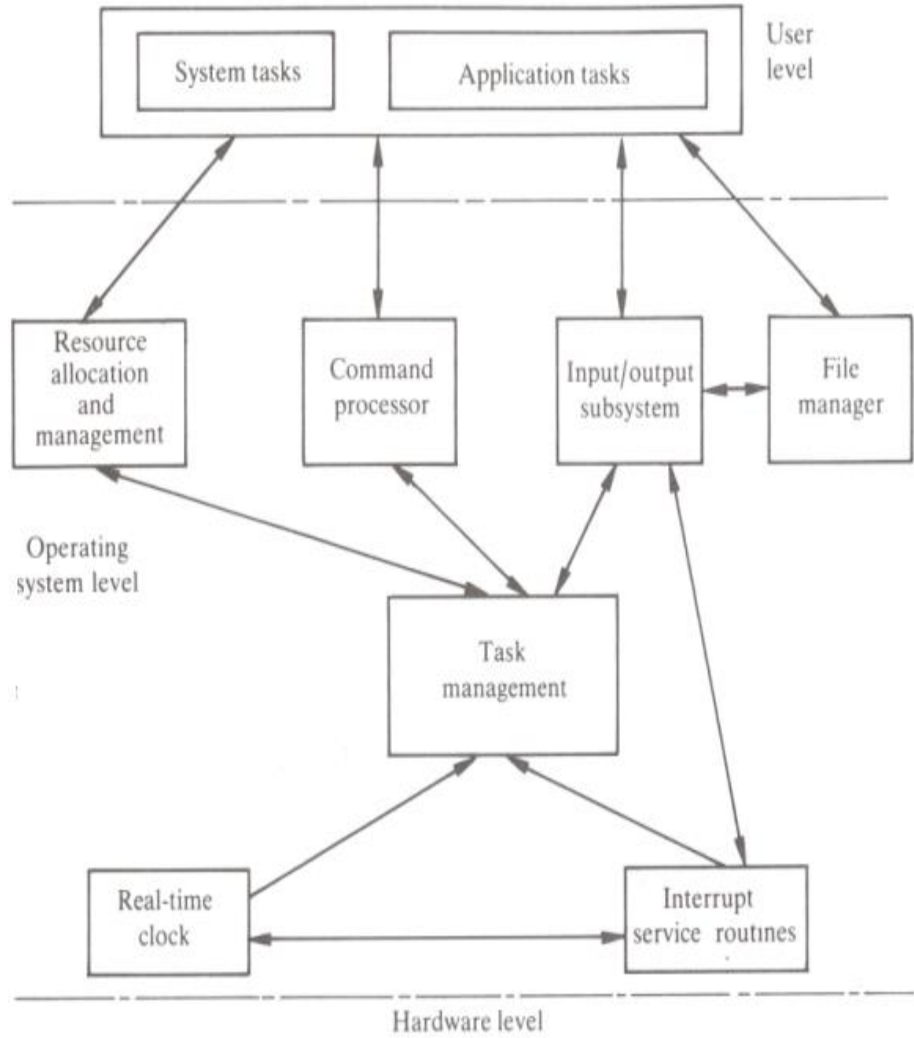 User
level
System tasks
Application tasks
Resource
allocation
and
management
Command
processor
Input/output
subsystem
File
manager
Operating
system level
Task
management
Real-time
clock
Interrupt
service routines
Hardware level